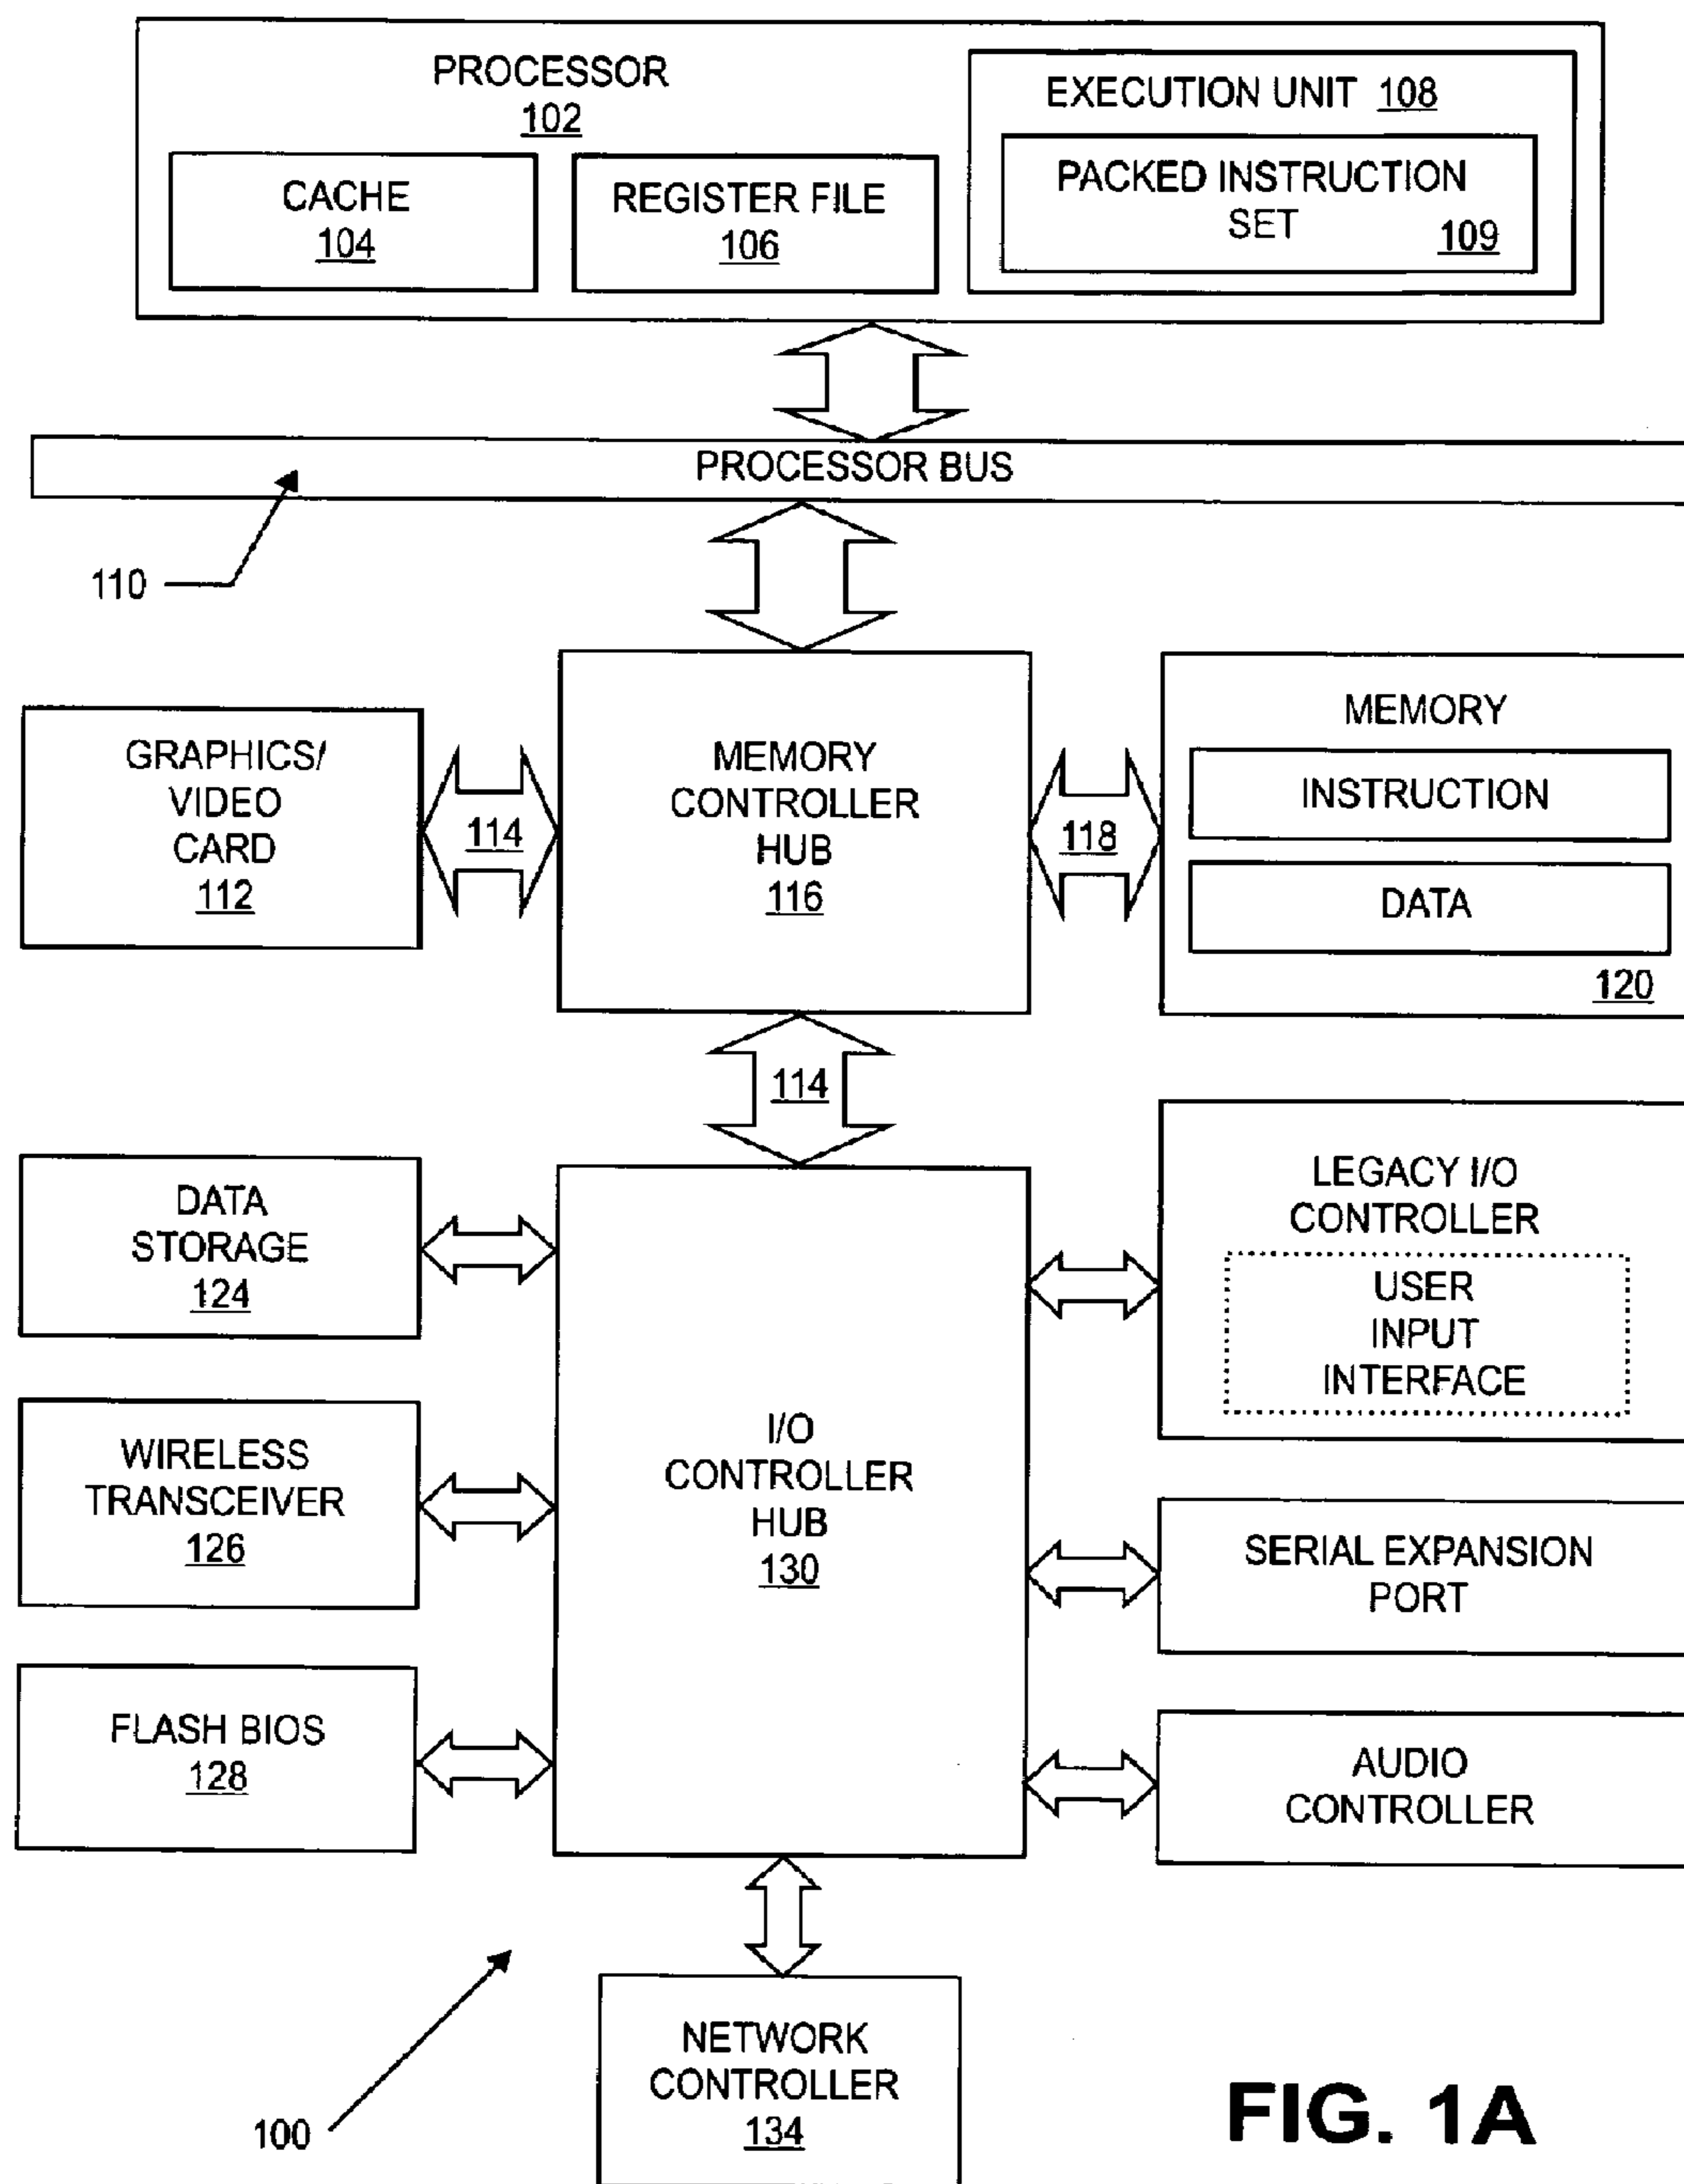 PROCESSOR
102
CACHE
104
REGISTER FILE
106
EXECUTION UNIT 108
PACKED INSTRUCTION
SET 109
PROCESSOR BUS
110
GRAPHICS/
VIDEO
CARD
112
114
MEMORY
CONTROLLER
HUB
116
118
MEMORY
INSTRUCTION
DATA
120
114
DATA
STORAGE
124
WIRELESS
TRANSCEIVER
126
FLASH BIOS
128
I/O
CONTROLLER
HUB
130
LEGACY I/O
CONTROLLER
USER
INPUT
INTERFACE
SERIAL EXPANSION
PORT
AUDIO
CONTROLLER
NETWORK
CONTROLLER
134
100
FIG. 1A